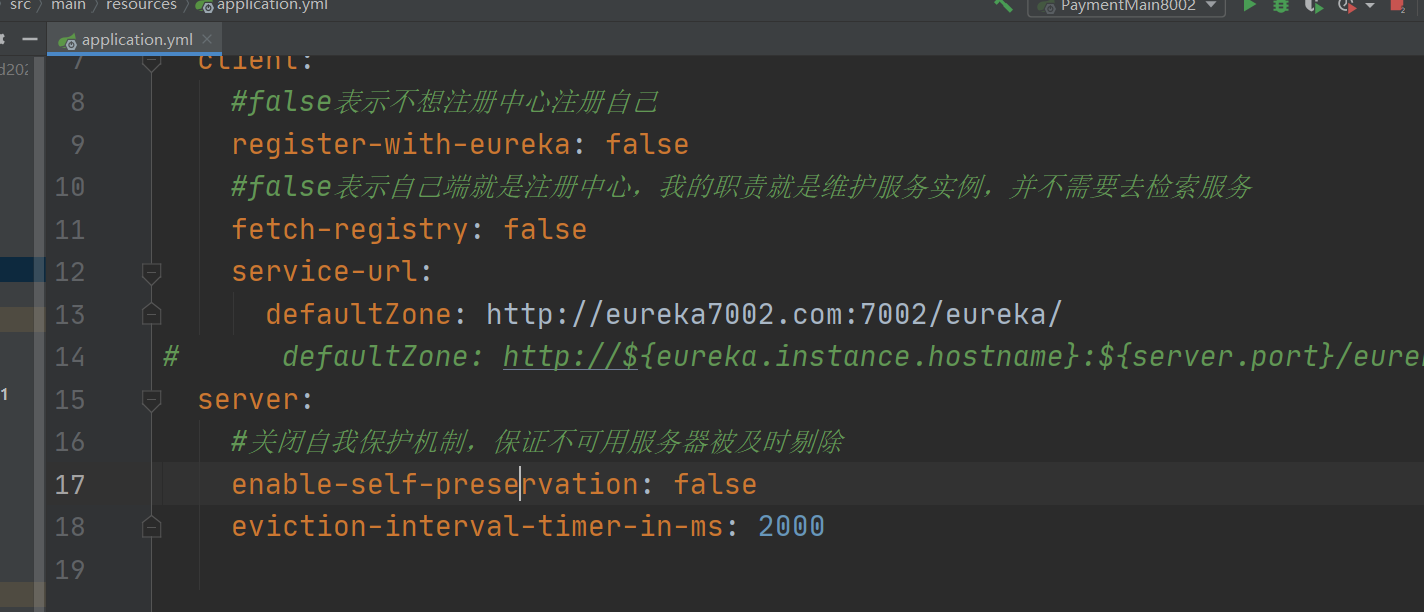 src
main
resources
application.yml
PaymentMain8002
application.yml
7 client:
8 #false表示不想注册中心注册自己
9 register-with-eureka: false
10 #false表示自己端就是注册中心，我的职责就是维护服务实例，并不需要去检索服务
11 fetch-registry: false
12 service-url:
13 defaultZone: http://eureka7002.com:7002/eureka/
14 # defaultZone: http://${eureka.instance.hostname}:${server.port}/eure
15 server:
16 #关闭自我保护机制，保证不可用服务器被及时剔除
17 enable-self-preservation: false
18 eviction-interval-timer-in-ms: 2000
19